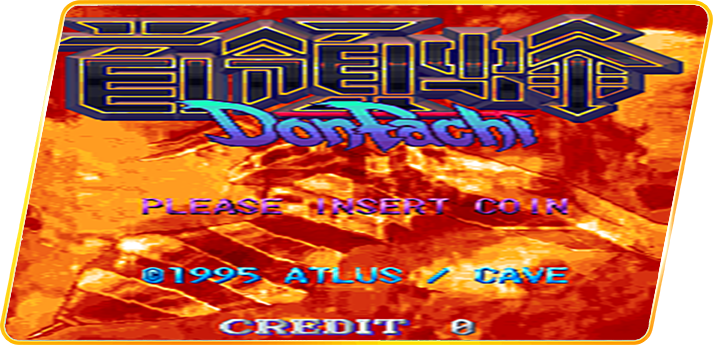 首領蜂
DonPachi
PLEASE INSERT COIN
©1995 ATLUS / CAVE
CREDIT 0